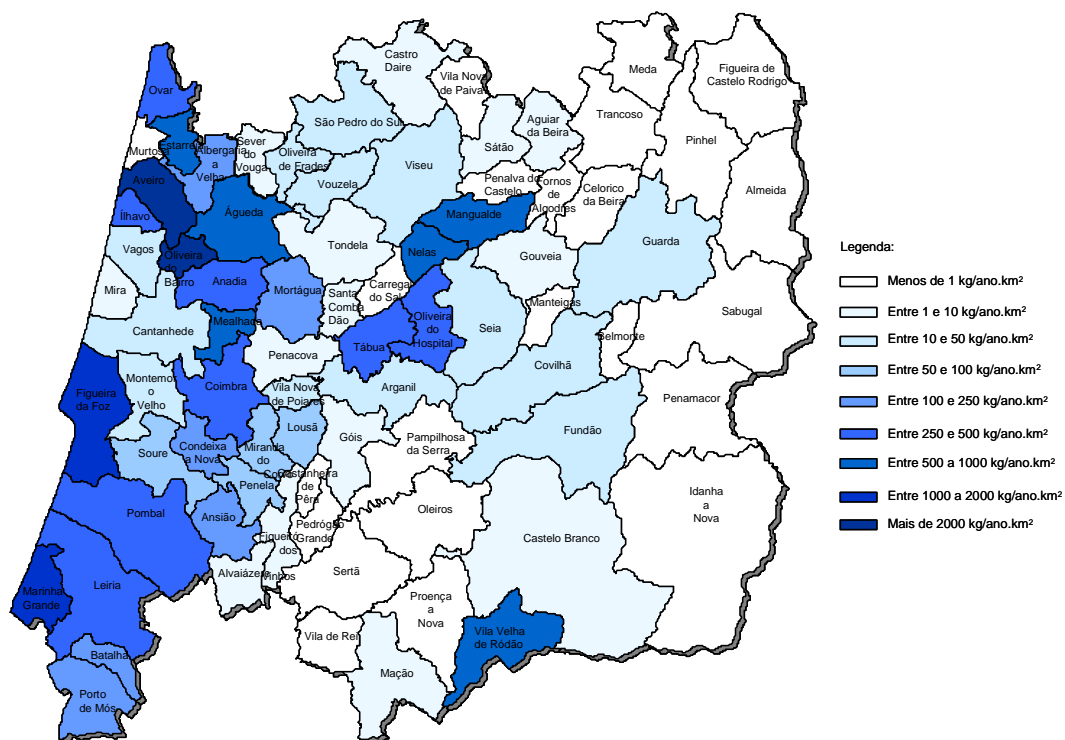 Castro
Daire
Meda
Figueira de
Castelo Rodrigo
Vila Nova
de Paiva
Ovar
Trancoso
São Pedro do Sul
Aguiar
da Beira
Pinhel
Murtosa
Estarreja
Albergaria
a
Velha
Sever
do
Vouga
Oliveira
de Frades
Viseu
Sátão
Vouzela
Penalva do
Castelo
Fornos
de
Algodres
Celorico
da Beira
Almeida
Aveiro
Ílhavo
Águeda
Mangualde
Vagos
Tondela
Nelas
Gouveia
Guarda
Oliveira
do
Bairro
Anadia
Mortágua
Santa
Comba
Dão
Carregal
do Sal
Mira
Manteigas
Sabugal
Cantanhede
Mealhada
Oliveira
do
Hospital
Seia
Belmonte
Tábua
Penacova
Covilhã
Figueira
da Foz
Montemor
o
Velho
Coimbra
Vila Nova
de Poiares
Arganil
Penamacor
Lousã
Góis
Pampilhosa
da Serra
Fundão
Soure
Condeixa
a Nova
Miranda
do
Corvo
Castanheira
de
Pêra
Penela
Idanha
a
Nova
Pombal
Ansião
Pedrógão
Grande
Oleiros
Figueiró
dos
Vinhos
Castelo Branco
Alvaiázere
Sertã
Leiria
Marinha
Grande
Proença
a
Nova
Vila de Rei
Vila Velha
de Ródão
Batalha
Mação
Porto
de Mós
Legenda:
Menos de 1 kg/ano.km²
Entre 1 e 10 kg/ano.km²
Entre 10 e 50 kg/ano.km²
Entre 50 e 100 kg/ano.km²
Entre 100 e 250 kg/ano.km²
Entre 250 e 500 kg/ano.km²
Entre 500 a 1000 kg/ano.km²
Entre 1000 a 2000 kg/ano.km²
Mais de 2000 kg/ano.km²